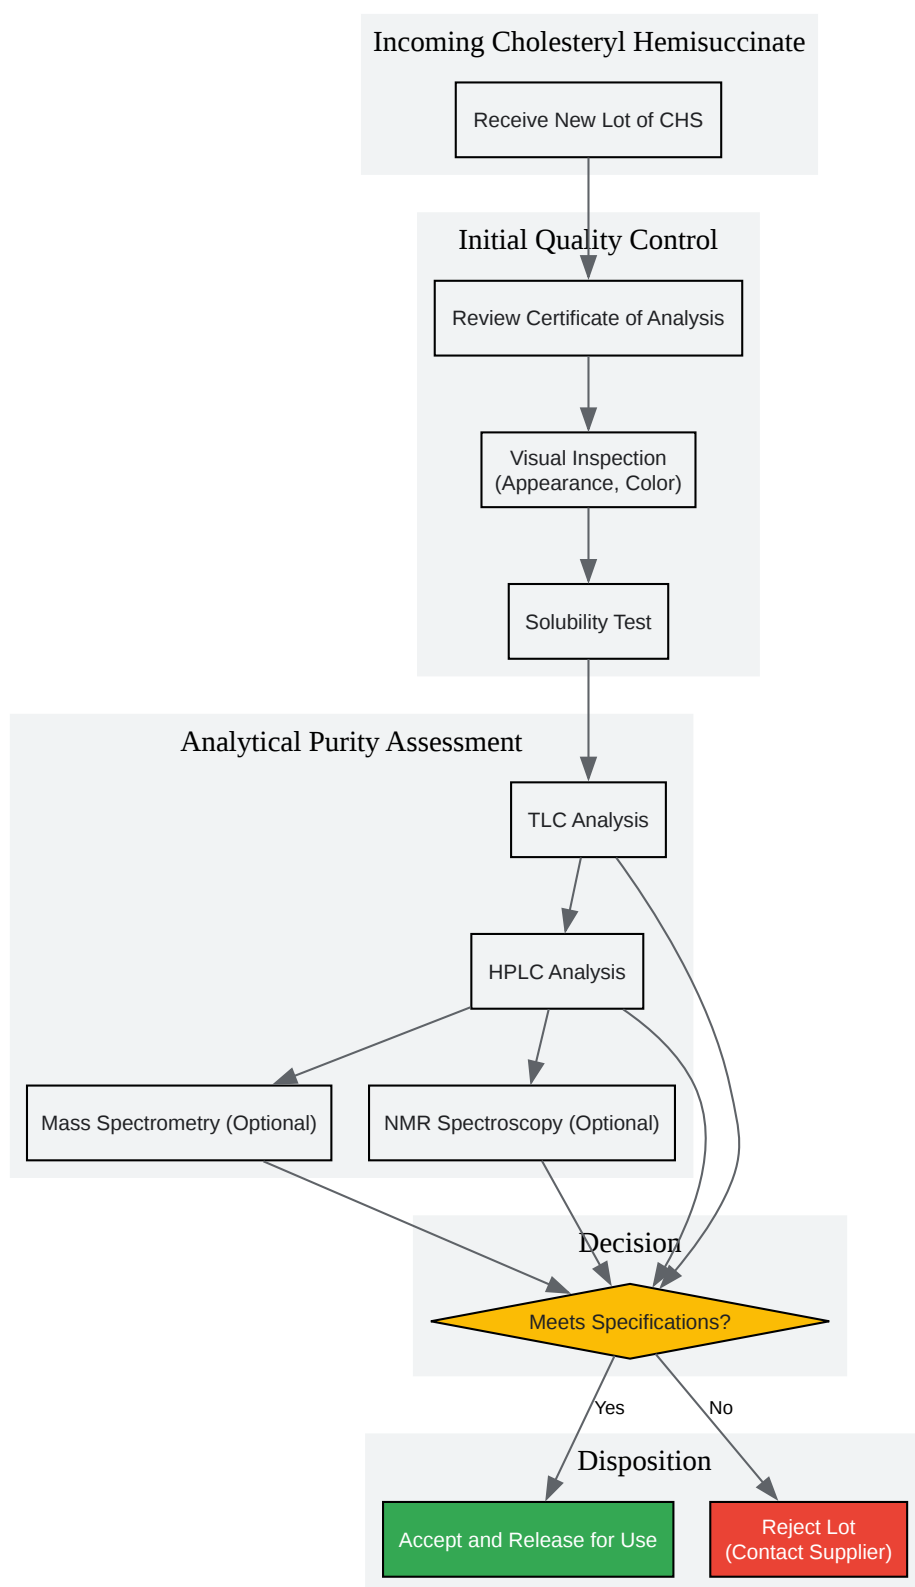 Incoming Cholesteryl Hemisuccinate
Receive New Lot of CHS
Initial Quality Control
Review Certificate of Analysis
Visual Inspection
(Appearance, Color)
Solubility Test
Analytical Purity Assessment
TLC Analysis
HPLC Analysis
Mass Spectrometry (Optional)
NMR Spectroscopy (Optional)
Decision
Meets Specifications?
Yes
No
Disposition
Accept and Release for Use
Reject Lot
(Contact Supplier)